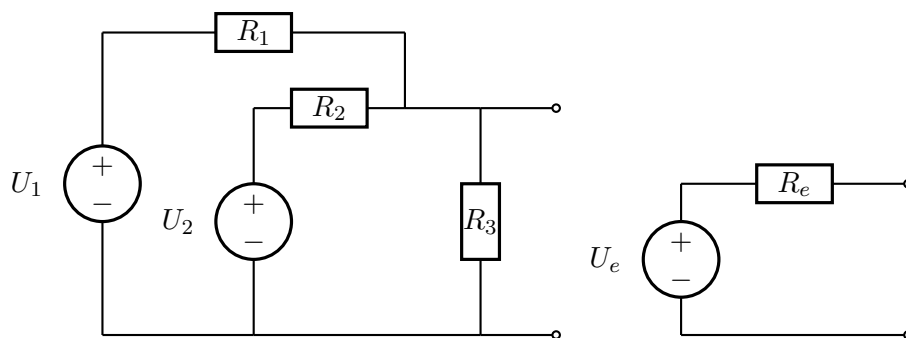 R₁
R₂
+
−
U₁
+
−
U₂
R₃
Rₑ
+
−
Uₑ